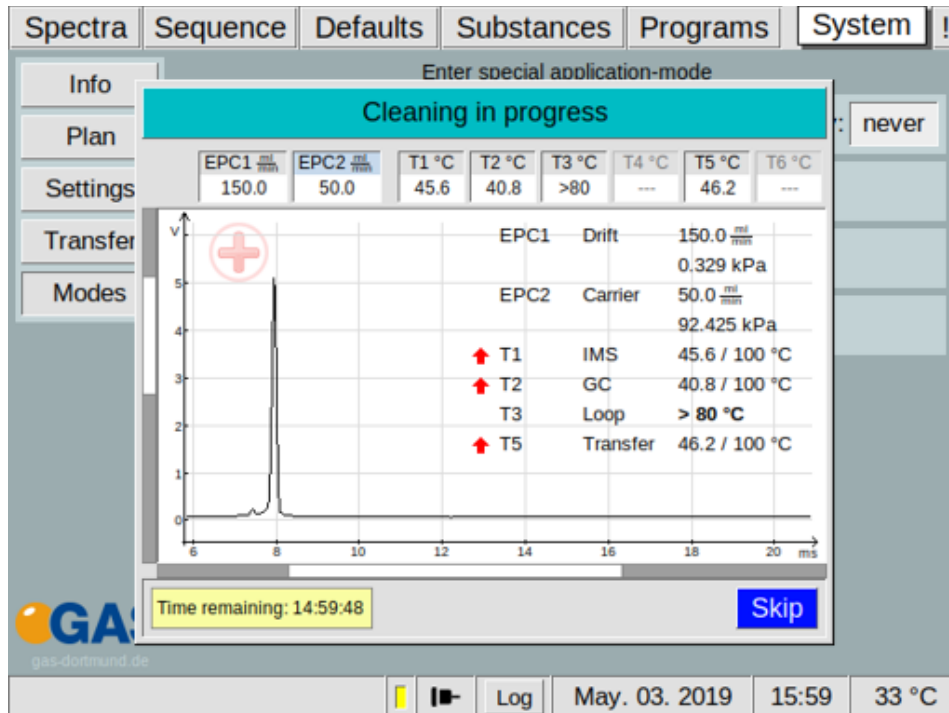 Spectra Sequence Defaults Substances Programs System !
Info
Enter special application-mode
Plan
Settings
Transfer
Modes
: never
Cleaning in progress
EPC1 ml/min EPC2 ml/min T1 °C T2 °C T3 °C T4 °C T5 °C T6 °C
150.0 50.0 45.6 40.8 >80 --- 46.2 ---
V
5
4
3
2
1
0
6 8 10 12 14 16 18 20 ms
EPC1 Drift 150.0 ml/min
0.329 kPa
EPC2 Carrier 50.0 ml/min
92.425 kPa
T1 IMS 45.6 / 100 °C
T2 GC 40.8 / 100 °C
T3 Loop > 80 °C
T5 Transfer 46.2 / 100 °C
Time remaining: 14:59:48
Skip
GAS
gas-dortmund.de
Log May. 03. 2019 15:59 33 °C